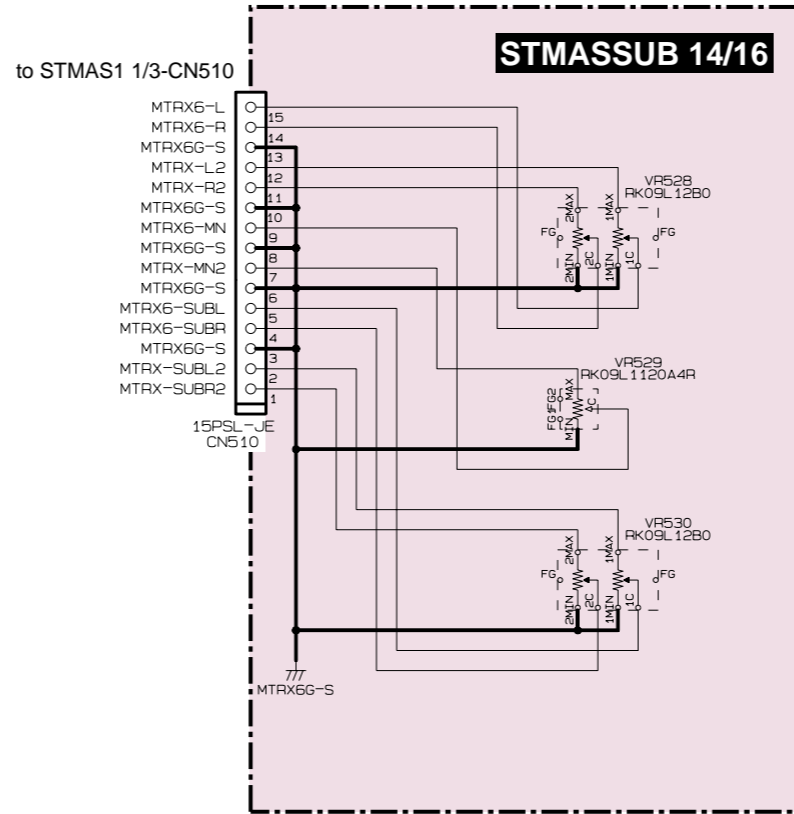 STMASSUB 14/16
to STMAS1 1/3-CN510
MTRX6-L
15
MTRX6-R
14
MTRX6G-S
13
MTRX-L2
12
MTRX-R2
11
MTRX6G-S
10
MTRX6-MN
9
MTRX6G-S
8
MTRX-MN2
7
MTRX6G-S
6
MTRX6-SUBL
5
MTRX6-SUBR
4
MTRX6G-S
3
MTRX-SUBL2
2
MTRX-SUBR2
1
15PSL-JE
CN510
VR528
RK09L12B0
2MAX
1MAX
FG
FG
2MIN
2C
1MIN
1C
VR529
RK09L1120A4R
MAX
FG2
FG1
AC
MIN
VR530
RK09L12B0
2MAX
1MAX
FG
FG
2MIN
2C
1MIN
1C
MTRX6G-S